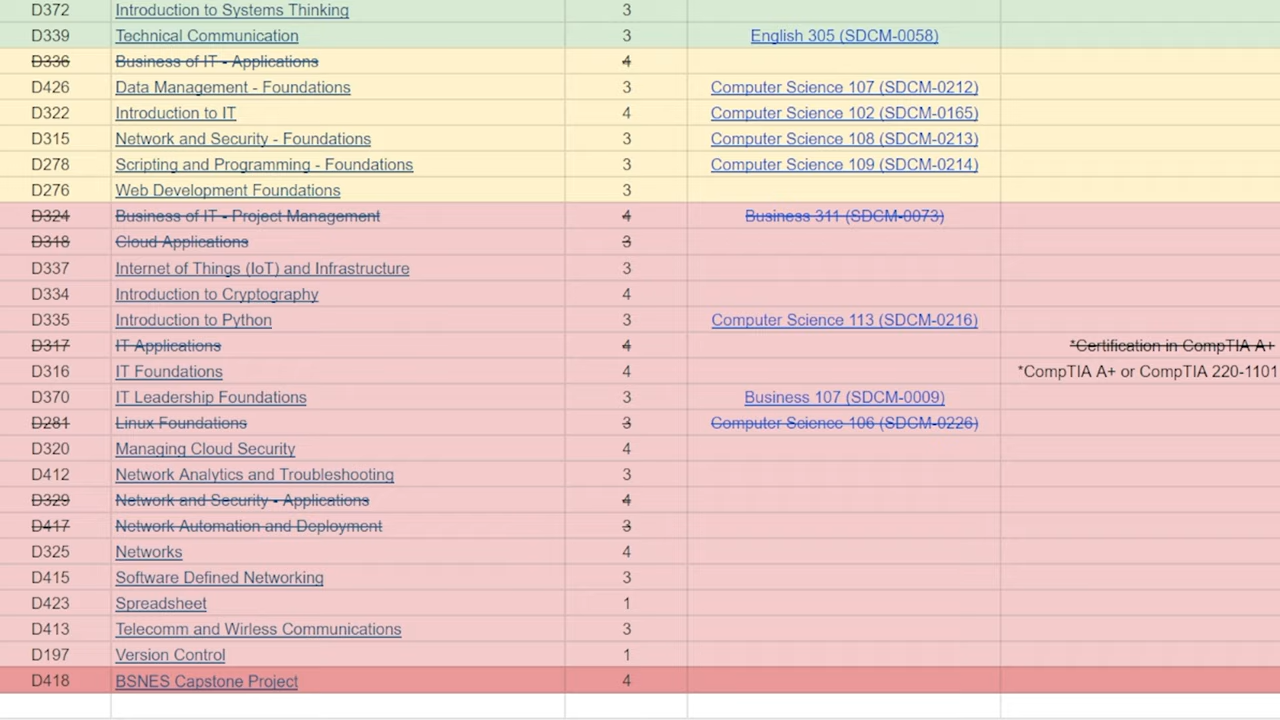 D372 Introduction to Systems Thinking 3
D339 Technical Communication 3 English 305 (SDCM-0058)
D336 Business of IT - Applications 4
D426 Data Management - Foundations 3 Computer Science 107 (SDCM-0212)
D322 Introduction to IT 4 Computer Science 102 (SDCM-0165)
D315 Network and Security - Foundations 3 Computer Science 108 (SDCM-0213)
D278 Scripting and Programming - Foundations 3 Computer Science 109 (SDCM-0214)
D276 Web Development Foundations 3
D324 Business of IT - Project Management 4 Business 311 (SDCM-0073)
D318 Cloud Applications 3
D337 Internet of Things (IoT) and Infrastructure 3
D334 Introduction to Cryptography 4
D335 Introduction to Python 3 Computer Science 113 (SDCM-0216)
D317 IT Applications 4 *Certification in CompTIA A+
D316 IT Foundations 4 *CompTIA A+ or CompTIA 220-1101
D370 IT Leadership Foundations 3 Business 107 (SDCM-0009)
D281 Linux Foundations 3 Computer Science 106 (SDCM-0226)
D320 Managing Cloud Security 4
D412 Network Analytics and Troubleshooting 3
D329 Network and Security - Applications 4
D417 Network Automation and Deployment 3
D325 Networks 4
D415 Software Defined Networking 3
D423 Spreadsheet 1
D413 Telecomm and Wirless Communications 3
D197 Version Control 1
D418 BSNES Capstone Project 4